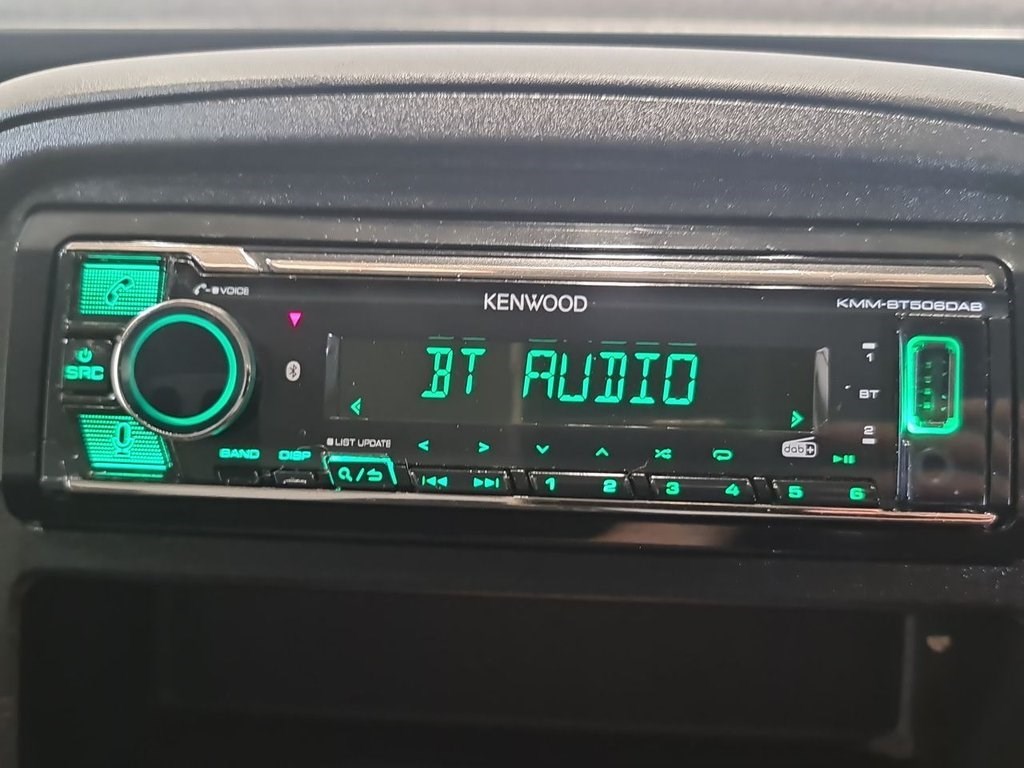 VOICE
KENWOOD
KMM-BT506DAB
SRC
BT AUDIO
1
BT
2
BAND DISP
LIST UPDATE
dab+
1 2 3 4 5 6